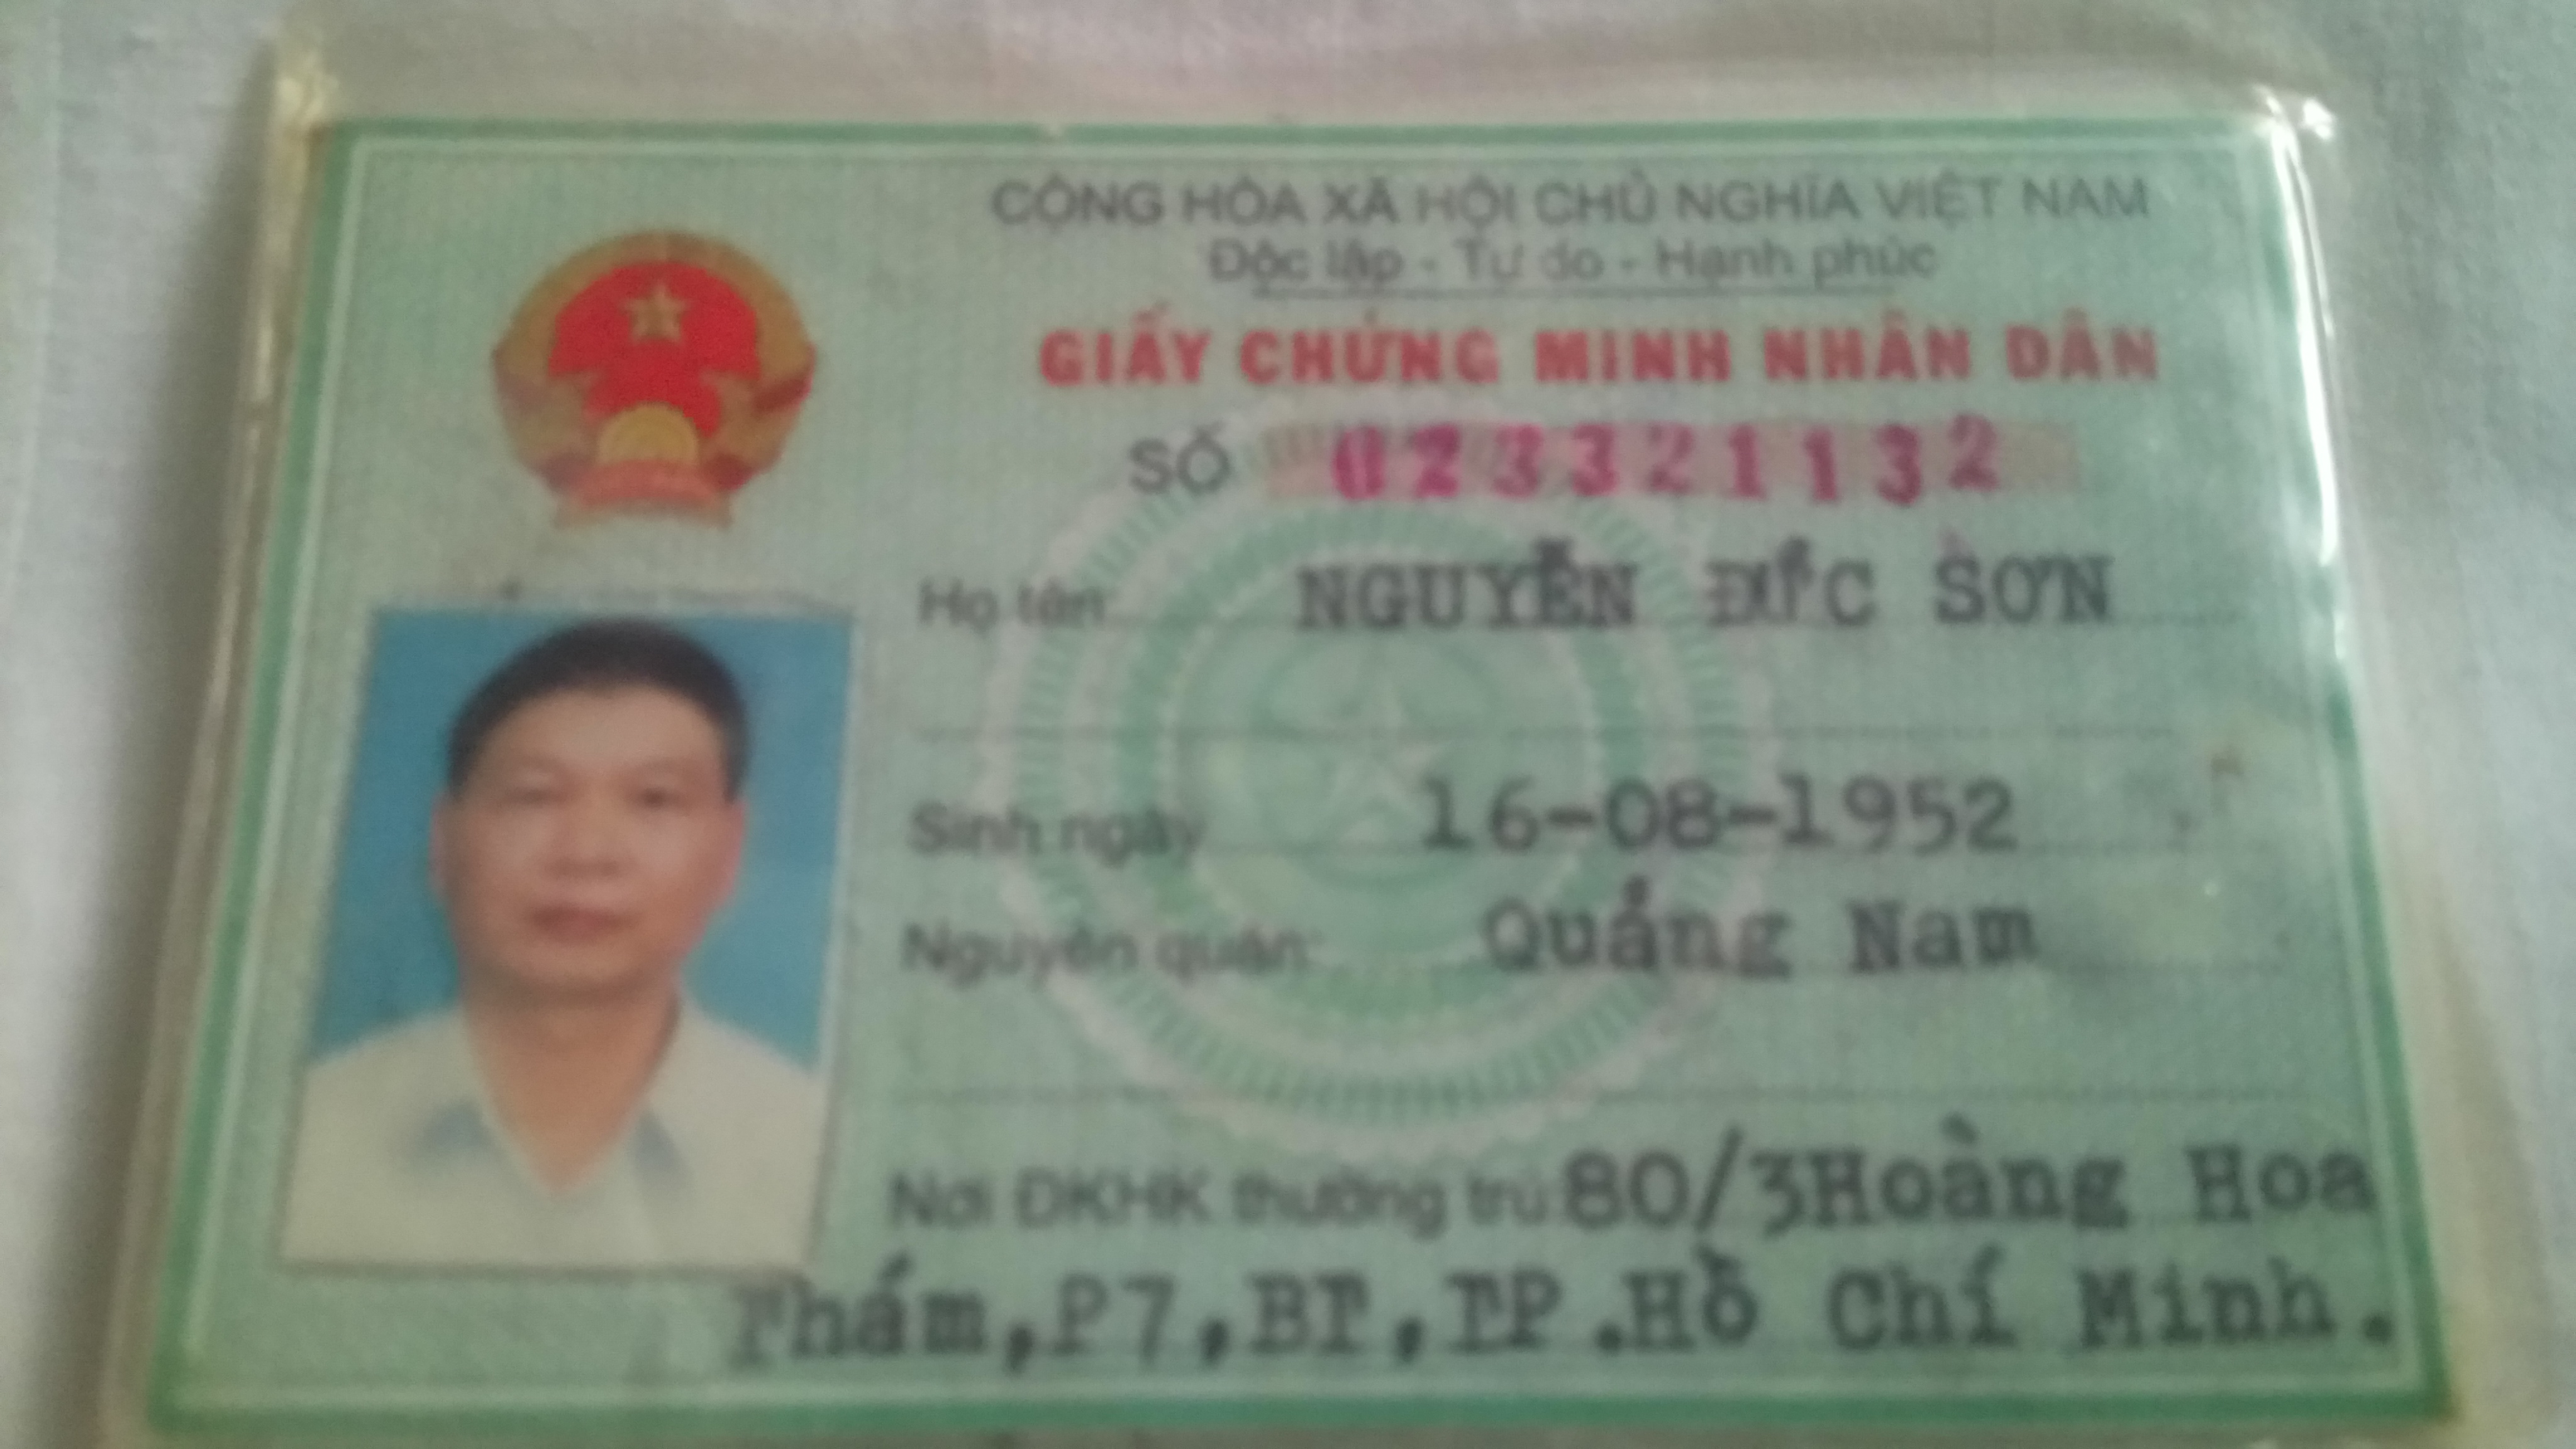 CỘNG HÒA XÃ HỘI CHỦ NGHĨA VIỆT NAM
Độc lập - Tự do - Hạnh phúc
GIẤY CHỨNG MINH NHÂN DÂN
SỐ 023321132
Họ tên NGUYỄN ĐỨC SƠN
Sinh ngày 16-08-1952
Nguyên quán Quảng Nam
Nơi ĐKHK thường trú 80/3Hoàng Hoa
Thám,P7,BT,TP.Hồ Chí Minh.